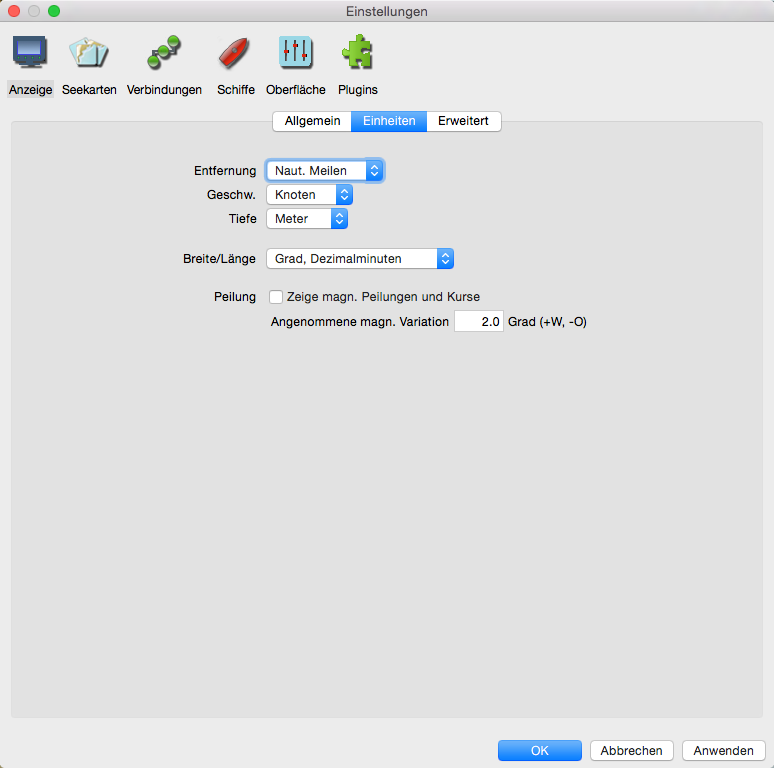 Einstellungen
Anzeige Seekarten Verbindungen Schiffe Oberfläche Plugins
Allgemein Einheiten Erweitert
Entfernung Naut. Meilen
Geschw. Knoten
Tiefe Meter
Breite/Länge Grad, Dezimalminuten
Peilung Zeige magn. Peilungen und Kurse
Angenommene magn. Variation 2.0 Grad (+W, -O)
OK Abbrechen Anwenden